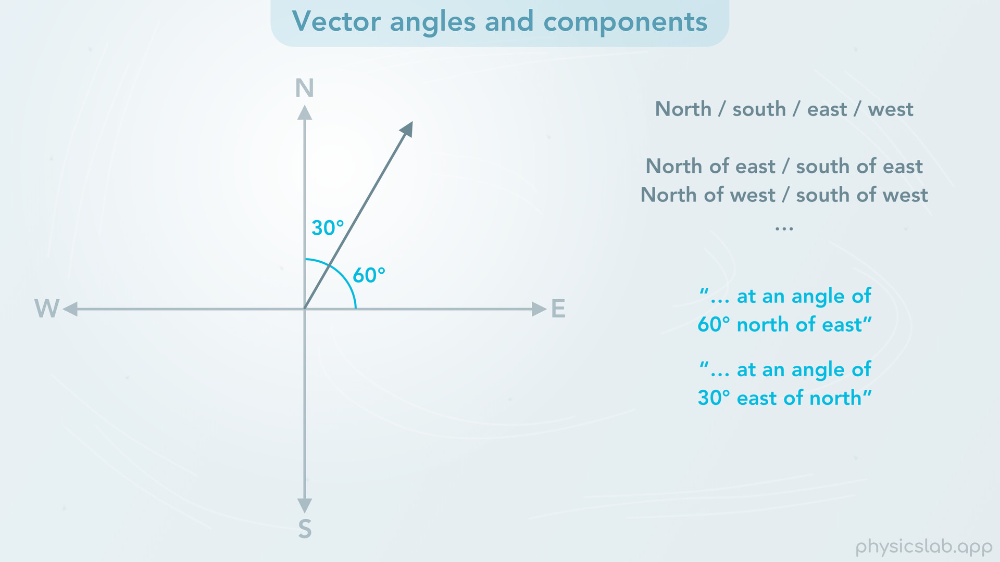 Vector angles and components
N
North / south / east / west
North of east / south of east
North of west / south of west
...
30°
60°
W
E
“... at an angle of
60° north of east”
“... at an angle of
30° east of north”
S
physicslab.app